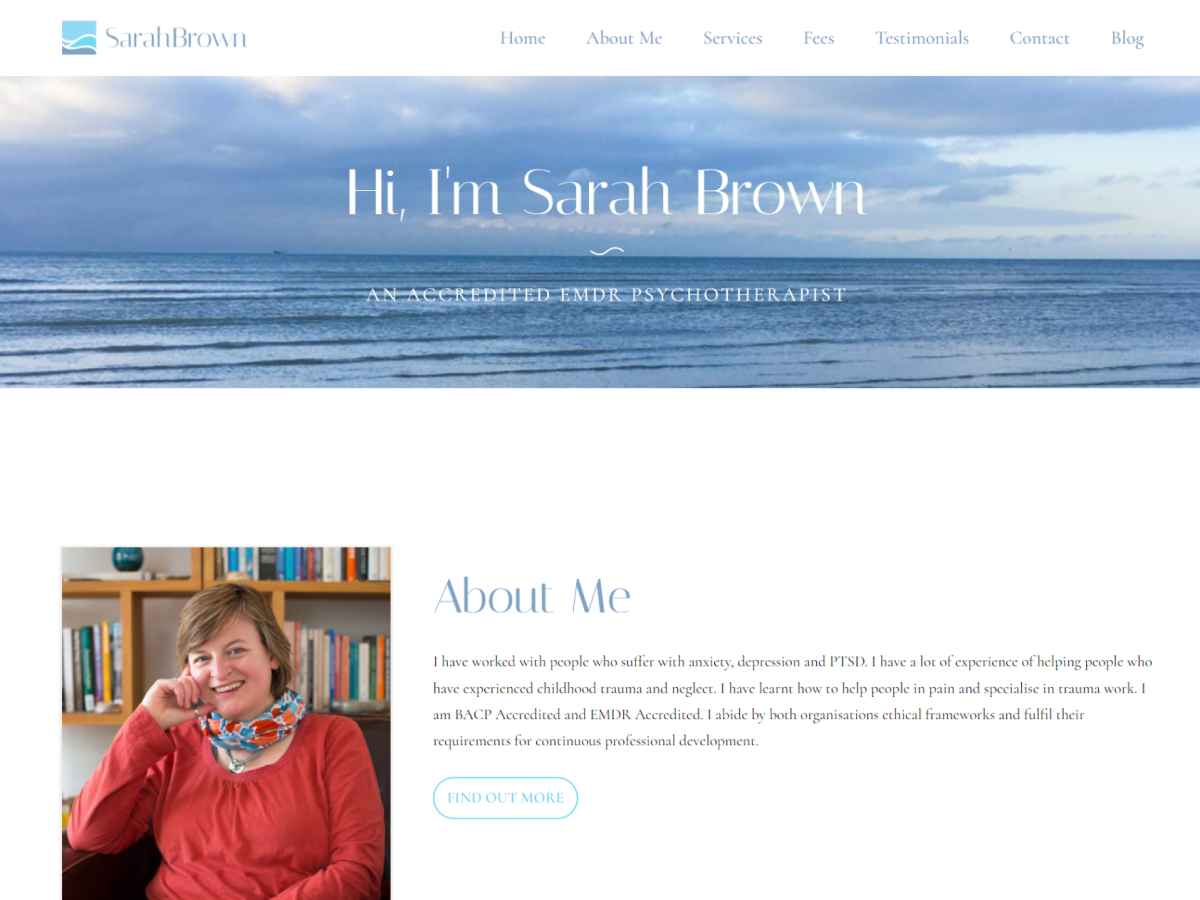 SarahBrown
Home About Me Services Fees Testimonials Contact Blog
Hi, I'm Sarah Brown
AN ACCREDITED EMDR PSYCHOTHERAPIST
About Me
I have worked with people who suffer with anxiety, depression and PTSD. I have a lot of experience of helping people who
have experienced childhood trauma and neglect. I have learnt how to help people in pain and specialise in trauma work. I
am BACP Accredited and EMDR Accredited. I abide by both organisations ethical frameworks and fulfil their
requirements for continuous professional development.
FIND OUT MORE